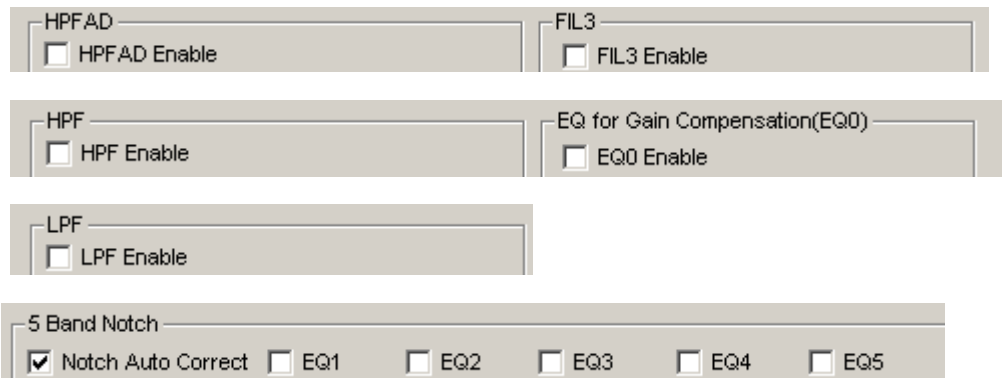 HPFAD FIL3
HPFAD Enable FIL3 Enable
HPF EQ for Gain Compensation(EQ0)
HPF Enable EQ0 Enable
LPF
LPF Enable
5 Band Notch
Notch Auto Correct EQ1 EQ2 EQ3 EQ4 EQ5